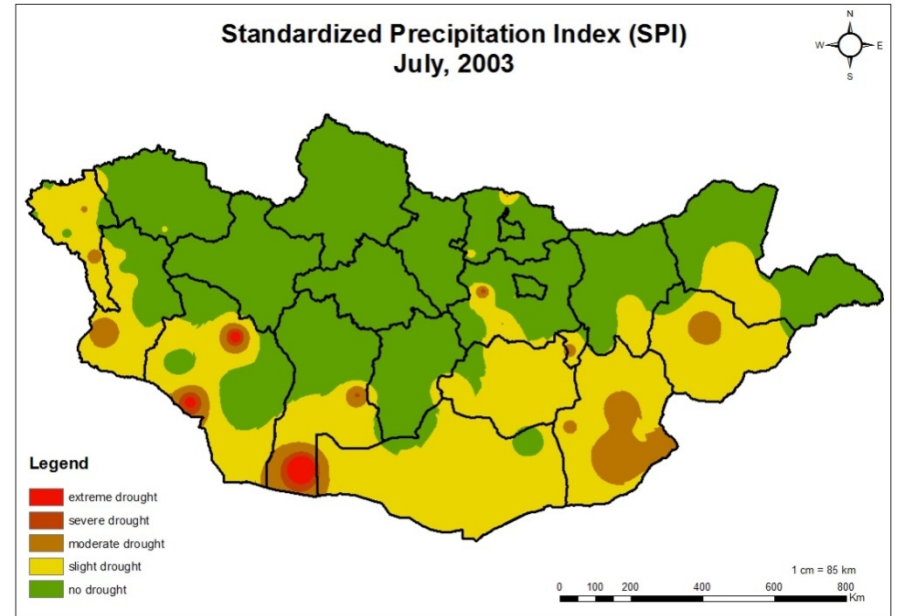 Standardized Precipitation Index (SPI)
July, 2003
N
W E
S
Legend
extreme drought
severe drought
moderate drought
slight drought
no drought
1 cm = 85 km
0 100 200 400 600 800
Km